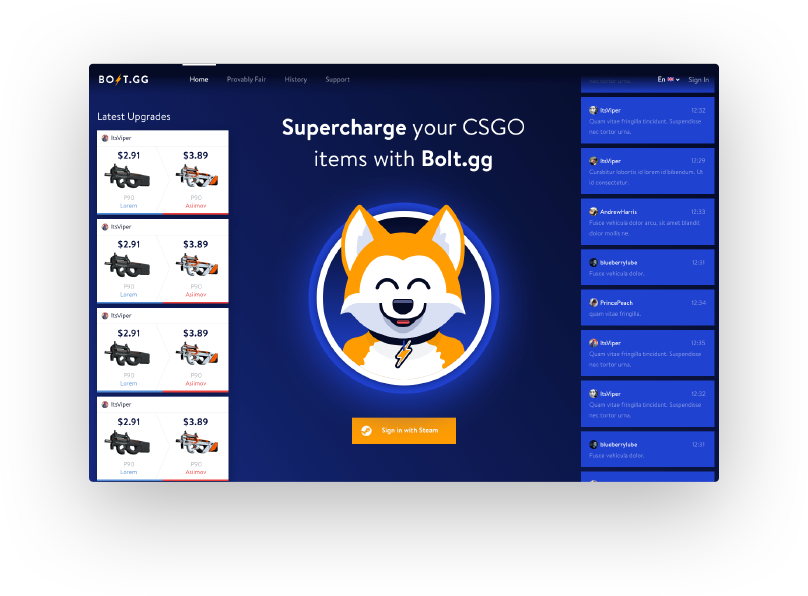 BOLT.GG
Home
Provably Fair
History
Support
En
Sign In
Latest Upgrades
ItsViper
$2.91
$3.89
P90
P90
Lorem
Asiimov
ItsViper
$2.91
$3.89
P90
P90
Lorem
Asiimov
ItsViper
$2.91
$3.89
P90
P90
Lorem
Asiimov
ItsViper
$2.91
$3.89
P90
P90
Lorem
Asiimov
Supercharge your CSGO
items with Bolt.gg
Sign in with Steam
nec tortor urna.
ItsViper 12:32
Quam vitae fringilla tincidunt. Suspendisse
nec tortor urna.
ItsViper 12:29
Curabitur lobortis id lorem id bibendum. Ut
id consectetur
AndrewHarris 12:33
Fusce vehicula dolor arcu, sit amet blandit
dolor mollis ne.
blueberrylube 12:31
Fusce vehicula dolor.
PrincePeach 12:34
quam vitae fringilla.
ItsViper 12:35
Quam vitae fringilla tincidunt. Suspendisse
nec tortor urna.
ItsViper 12:32
Quam vitae fringilla tincidunt. Suspendisse
nec tortor urna.
blueberrylube 12:31
Fusce vehicula dolor.